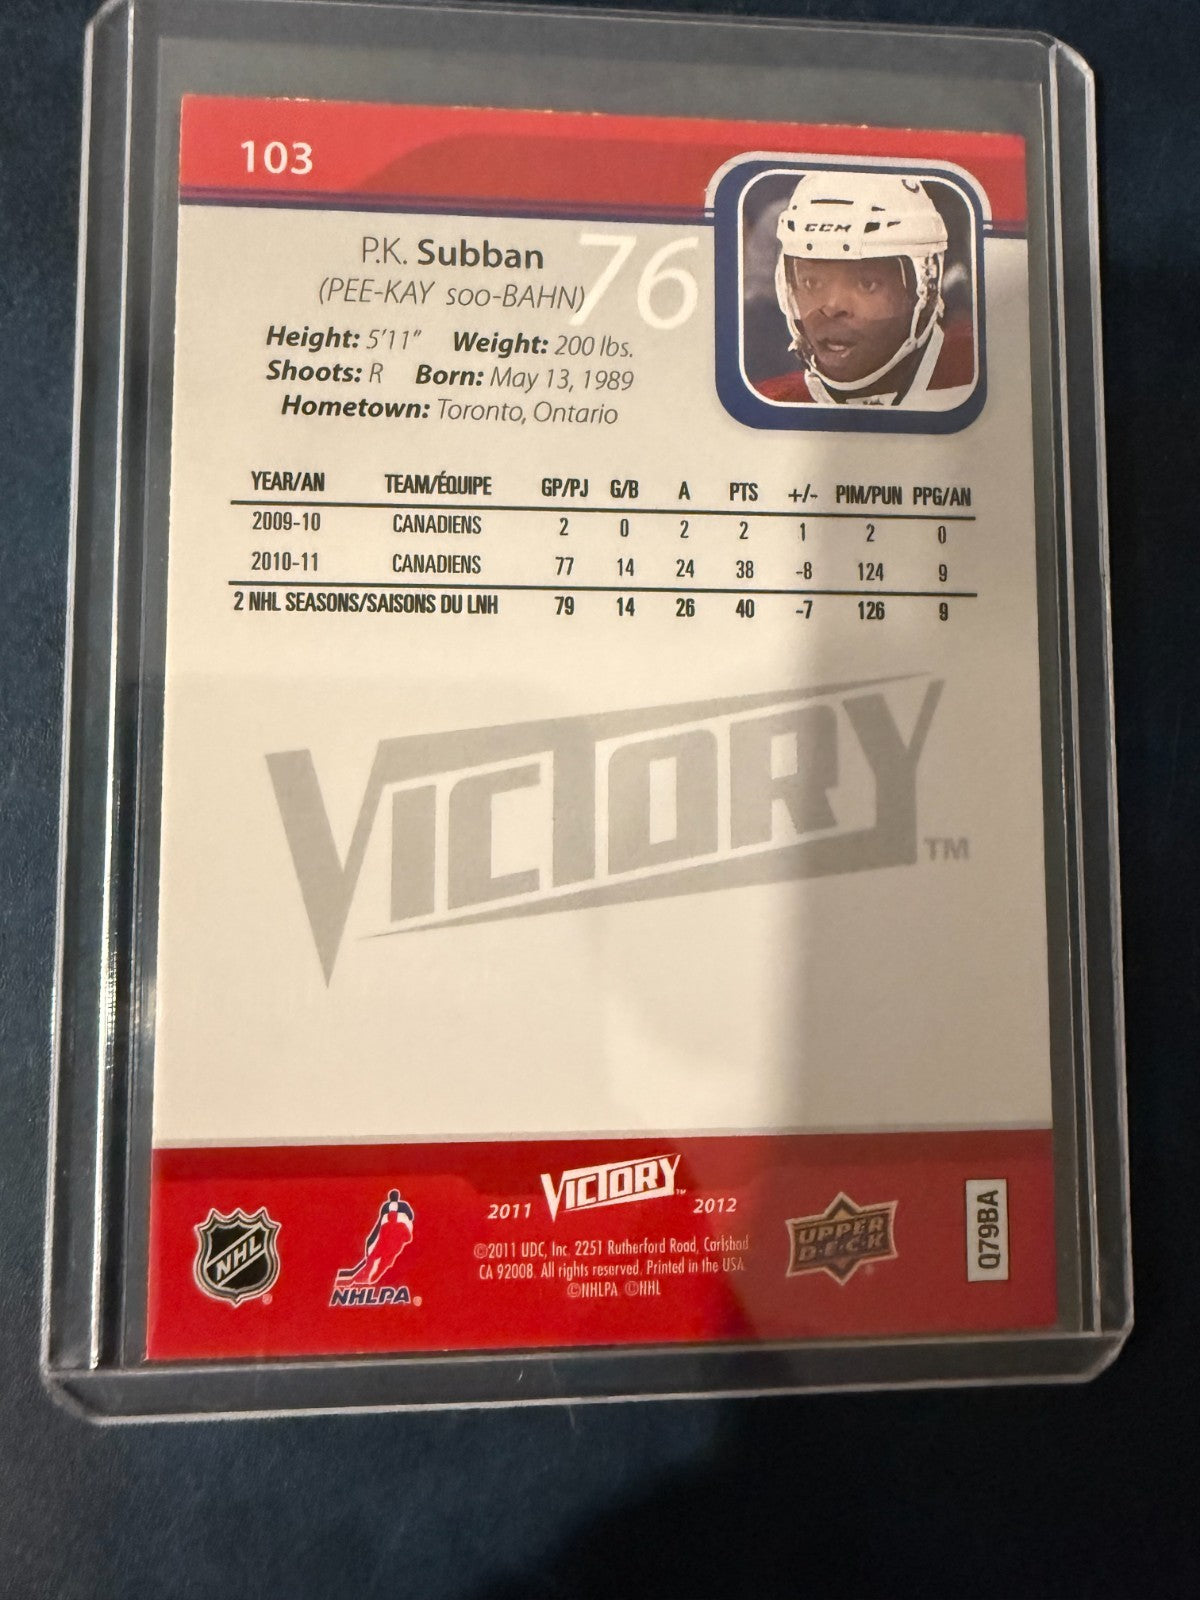 103
CCM
P.K. Subban
76
(PEE-KAY soo-BAHN)
Height: 5'11" Weight: 200 lbs.
Shoots: R Born: May 13, 1989
Hometown: Toronto, Ontario
YEAR/AN TEAM/ÉQUIPE GP/PJ G/B A PTS +/- PIM/PUN PPG/AN
2009-10 CANADIENS 2 0 2 2 1 2 0
2010-11 CANADIENS 77 14 24 38 -8 124 9
2 NHL SEASONS/SAISONS DU LNH 79 14 26 40 -7 126 9
VICTORY TM
2011 VICTORY TM 2012
©2011 UDC, Inc. 2251 Rutherford Road, Carlsbad
CA 92008. All rights reserved. Printed in the USA
©NHLPA ©NHL
NHL ®
NHLPA ®
UPPER
D·E·C·K ®
Q79BA